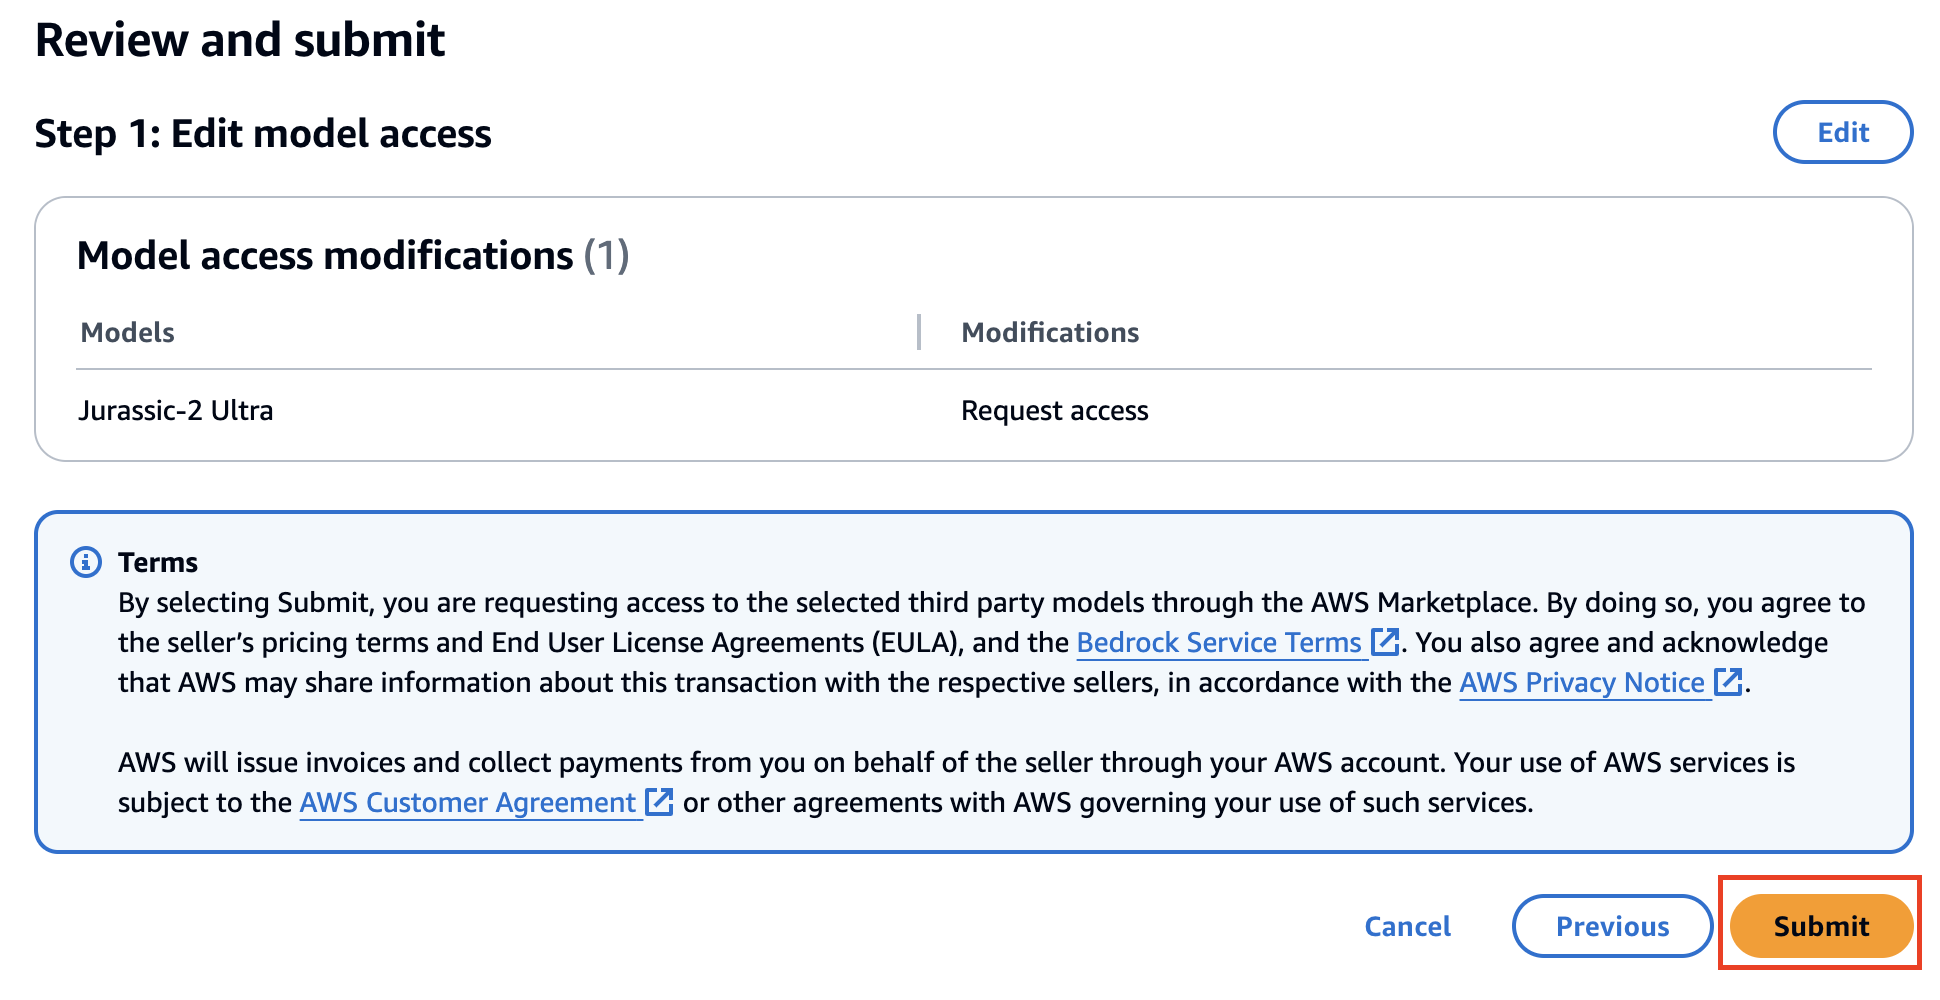 Review and submit
Step 1: Edit model access
Edit
Model access modifications (1)
Models
Modifications
Jurassic-2 Ultra
Request access
Terms
By selecting Submit, you are requesting access to the selected third party models through the AWS Marketplace. By doing so, you agree to
the seller’s pricing terms and End User License Agreements (EULA), and the Bedrock Service Terms. You also agree and acknowledge
that AWS may share information about this transaction with the respective sellers, in accordance with the AWS Privacy Notice.
AWS will issue invoices and collect payments from you on behalf of the seller through your AWS account. Your use of AWS services is
subject to the AWS Customer Agreement or other agreements with AWS governing your use of such services.
Cancel
Previous
Submit